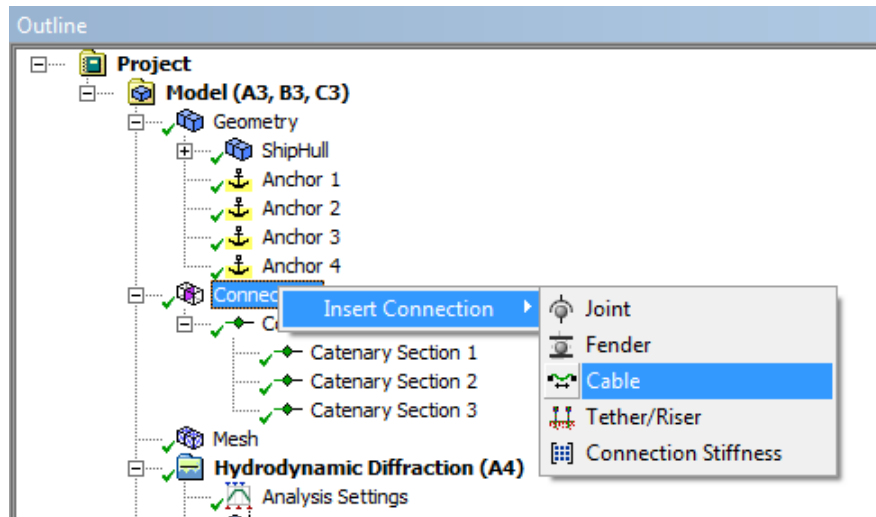 Outline
Project
Model (A3, B3, C3)
Geometry
ShipHull
Anchor 1
Anchor 2
Anchor 3
Anchor 4
Insert Connection
Joint
Fender
Cable
Tether/Riser
Connection Stiffness
Catenary Section 1
Catenary Section 2
Catenary Section 3
Mesh
Hydrodynamic Diffraction (A4)
Analysis Settings